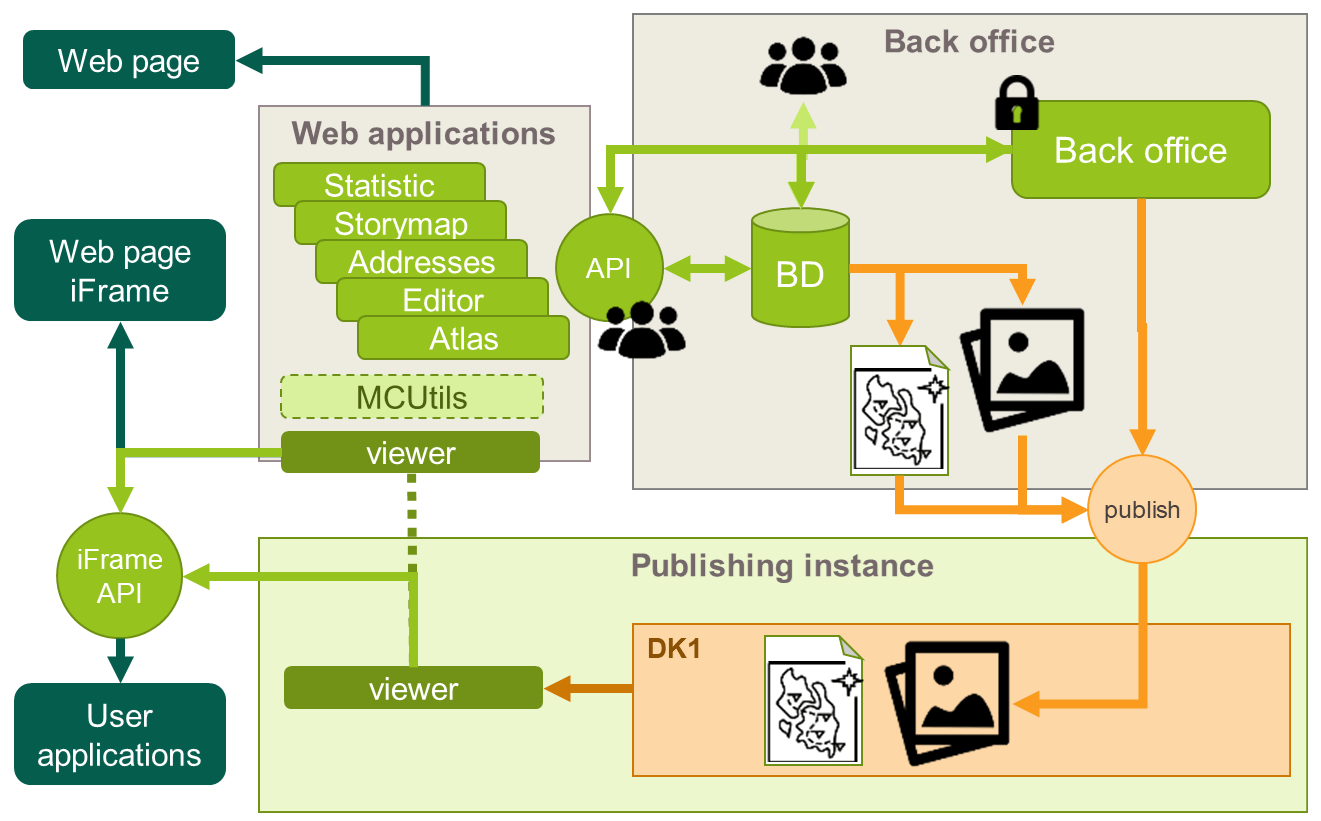 Back office
Web page
Web applications
Back office
Statistic
Storymap
Addresses
Editor
Atlas
MCUtils
viewer
API
BD
Web page
iFrame
publish
iFrame
API
Publishing instance
DK1
viewer
User
applications